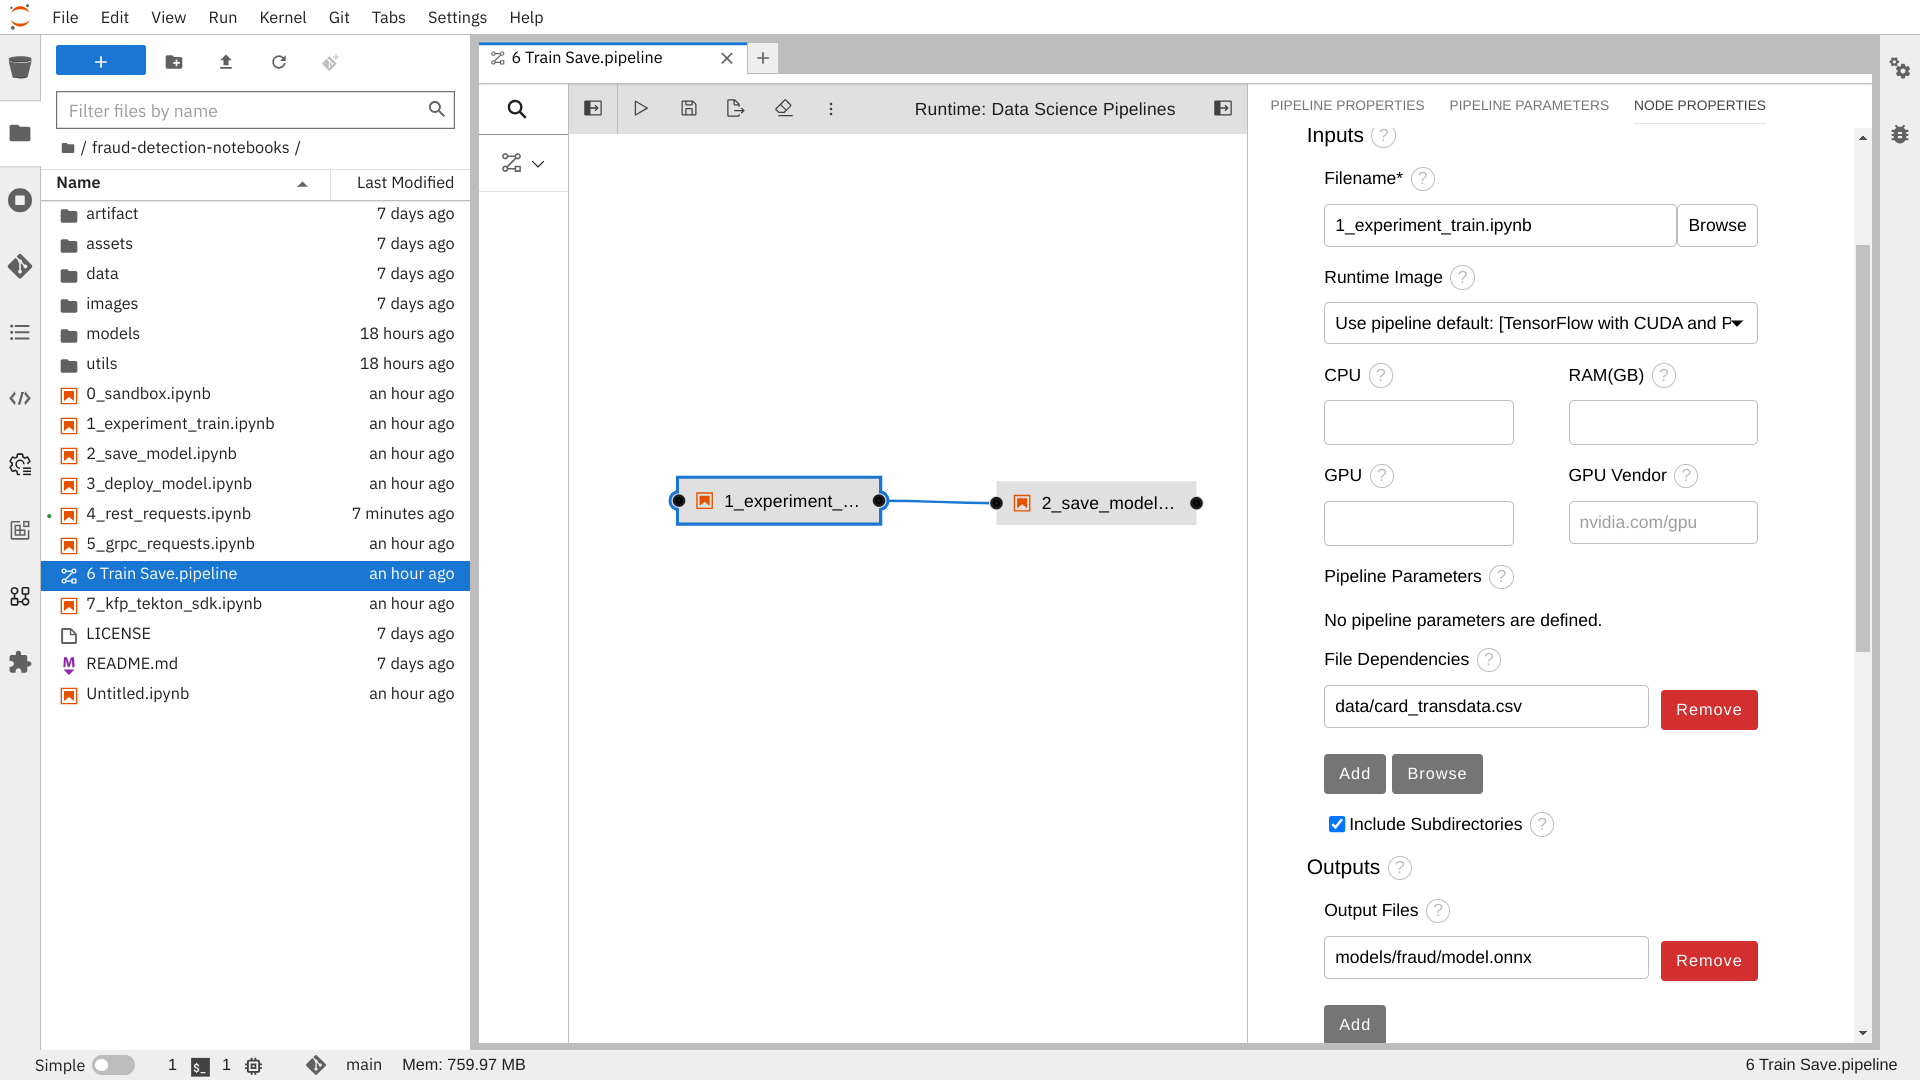 File Edit View Run Kernel Git Tabs Settings Help
+
Filter files by name
/ fraud-detection-notebooks /
Name Last Modified
artifact 7 days ago
assets 7 days ago
data 7 days ago
images 7 days ago
models 18 hours ago
utils 18 hours ago
0_sandbox.ipynb an hour ago
1_experiment_train.ipynb an hour ago
2_save_model.ipynb an hour ago
3_deploy_model.ipynb an hour ago
4_rest_requests.ipynb 7 minutes ago
5_grpc_requests.ipynb an hour ago
6 Train Save.pipeline an hour ago
7_kfp_tekton_sdk.ipynb an hour ago
LICENSE 7 days ago
M README.md 7 days ago
Untitled.ipynb an hour ago
6 Train Save.pipeline
Runtime: Data Science Pipelines
1_experiment_...
2_save_model...
PIPELINE PROPERTIES PIPELINE PARAMETERS NODE PROPERTIES
Inputs ?
Filename* ?
1_experiment_train.ipynb Browse
Runtime Image ?
Use pipeline default: [TensorFlow with CUDA and P
CPU ? RAM(GB) ?
GPU ? GPU Vendor ?
nvidia.com/gpu
Pipeline Parameters ?
No pipeline parameters are defined.
File Dependencies ?
data/card_transdata.csv Remove
Add Browse
Include Subdirectories ?
Outputs ?
Output Files ?
models/fraud/model.onnx Remove
Add
Simple 1 $_ 1 main Mem: 759.97 MB 6 Train Save.pipeline